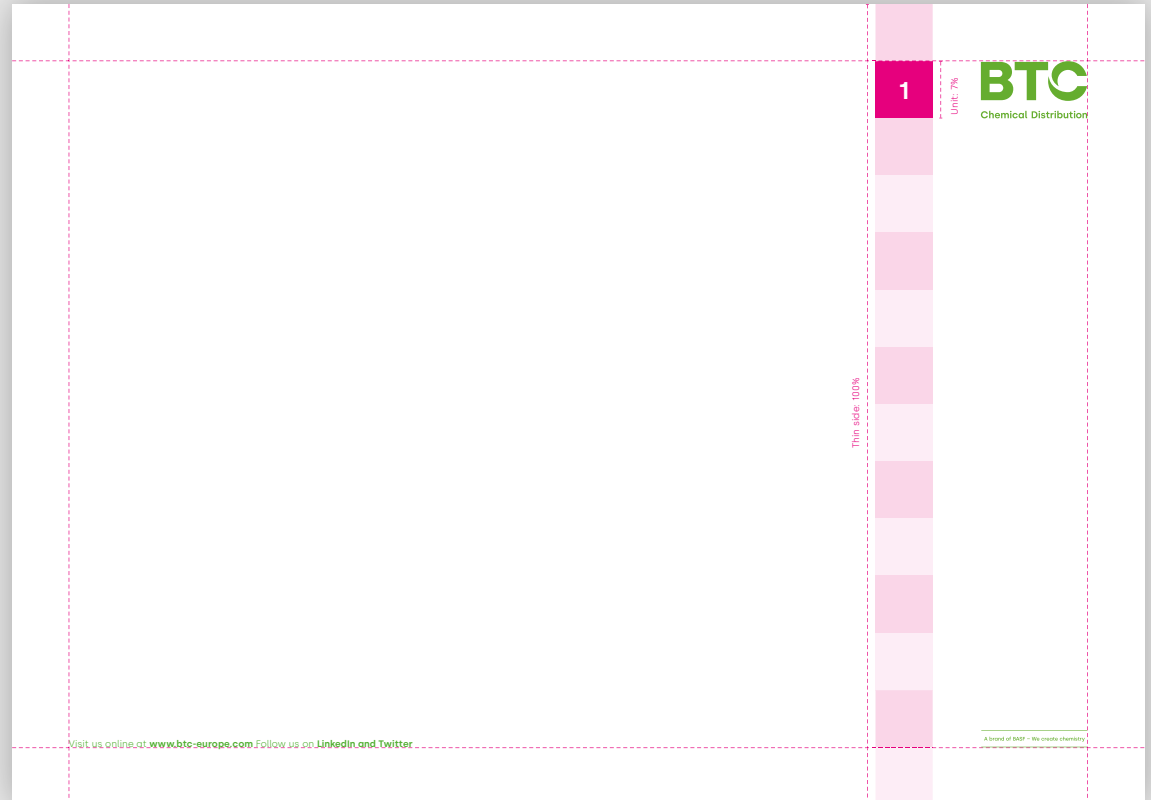 1
Unit: 7%
BTC
Chemical Distribution
Thin side: 100%
Visit us online at www.btc-europe.com Follow us on LinkedIn and Twitter
A brand of BASF – We create chemistry